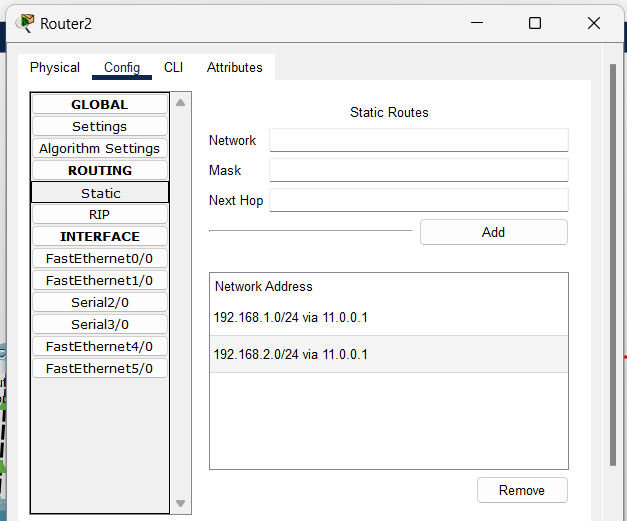 Router2
Physical Config CLI Attributes
GLOBAL
Settings
Algorithm Settings
ROUTING
Static
RIP
INTERFACE
FastEthernet0/0
FastEthernet1/0
Serial2/0
Serial3/0
FastEthernet4/0
FastEthernet5/0
Static Routes
Network
Mask
Next Hop
Add
Network Address
192.168.1.0/24 via 11.0.0.1
192.168.2.0/24 via 11.0.0.1
Remove